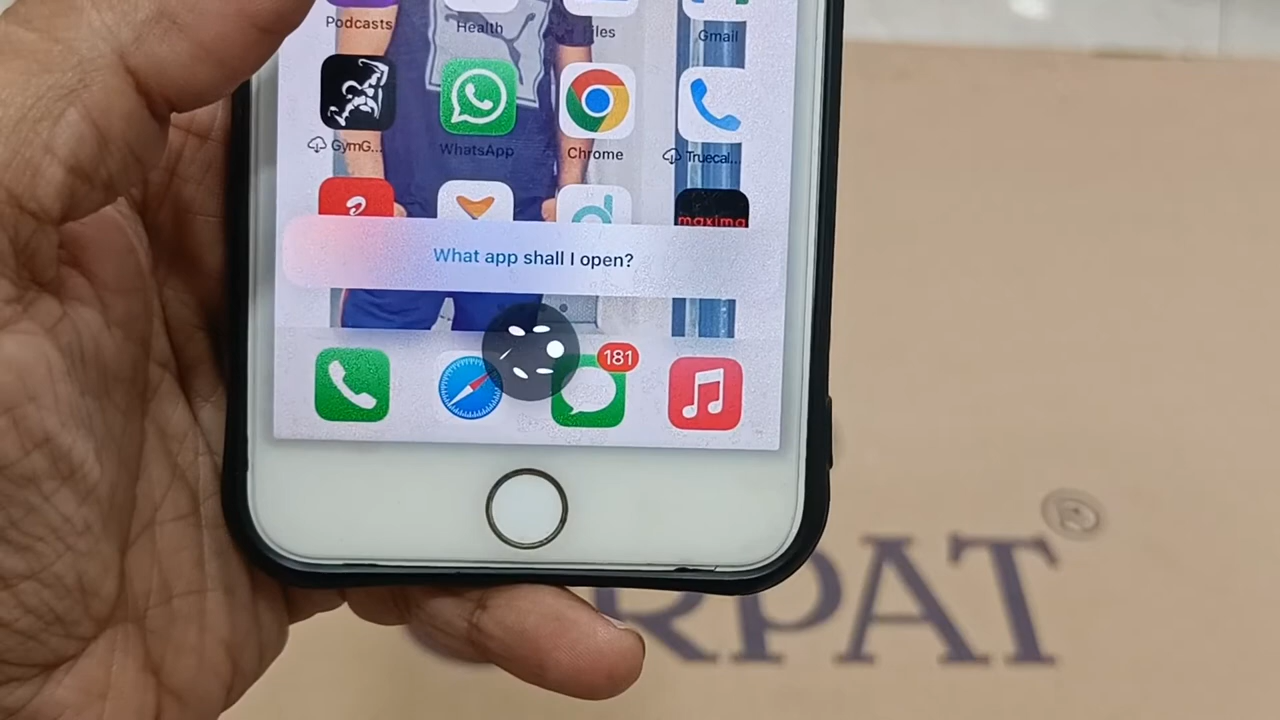 Podcasts
Health
Files
Gmail
GymG...
WhatsApp
Chrome
Truecal...
maxima
What app shall I open?
181
RPAT
R